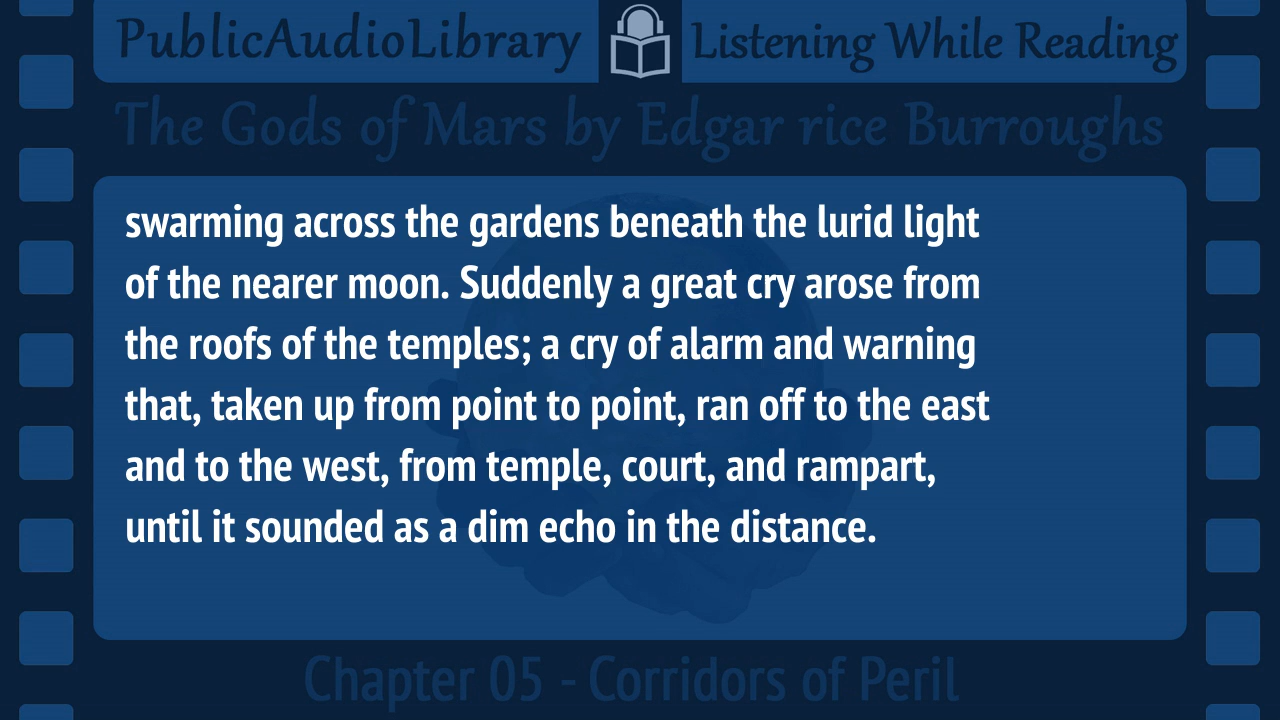 PublicAudioLibrary Listening While Reading
The Gods of Mars by Edgar rice Burroughs
swarming across the gardens beneath the lurid light
of the nearer moon. Suddenly a great cry arose from
the roofs of the temples; a cry of alarm and warning
that, taken up from point to point, ran off to the east
and to the west, from temple, court, and rampart,
until it sounded as a dim echo in the distance.
Chapter 05 - Corridors of Peril